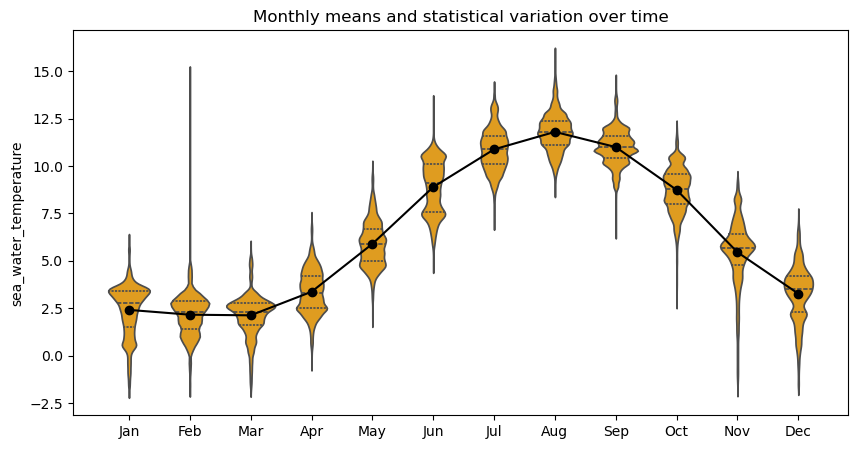 Monthly means and statistical variation over time
sea_water_temperature
15.0
12.5
10.0
7.5
5.0
2.5
0.0
−2.5
Jan Feb Mar Apr May Jun Jul Aug Sep Oct Nov Dec